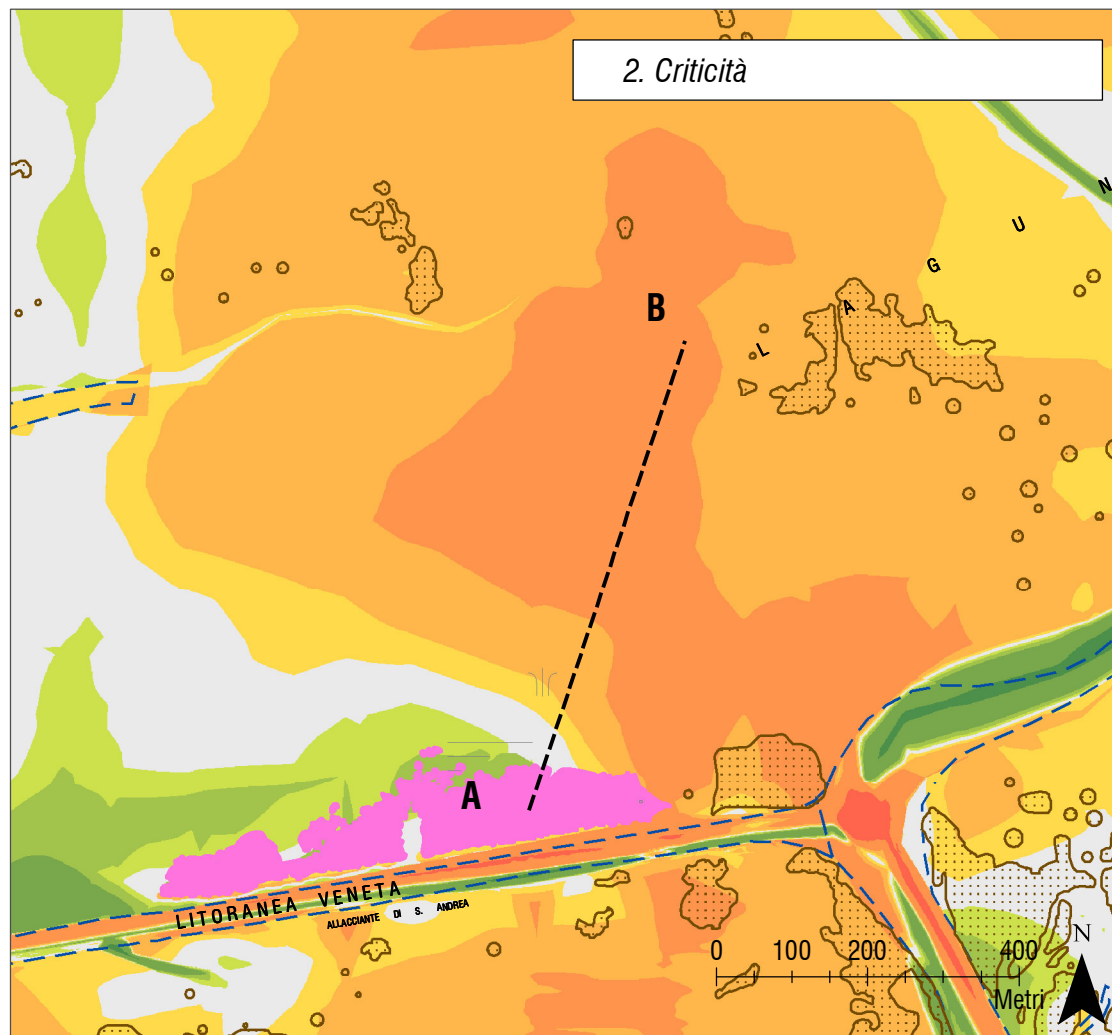 2. Criticità
N
U
G
A
L
B
A
LITORANEA VENETA
ALLACCIANTE DI S. ANDREA
0 100 200 400
Metri
N